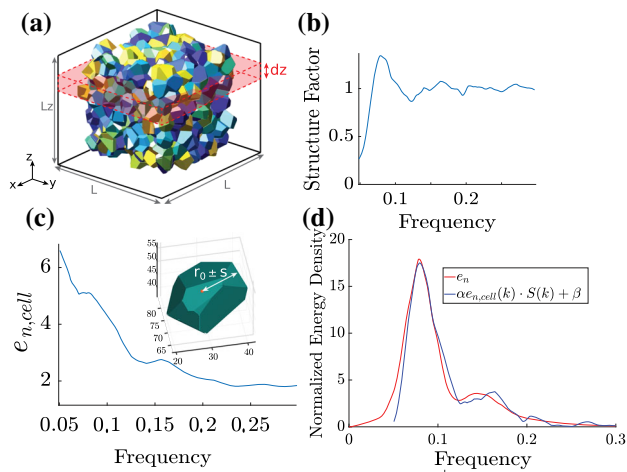 (a)
dz
Lz
z
x
y
L
L
(b)
Structure Factor
1
0.5
0
0.1
0.2
Frequency
(c)
e_{n,cell}
6
4
2
0.05
0,1
0,15
0,2
0,25
Frequency
55
50
45
40
r₀ ± s
80
75
70
65
20
30
40
(d)
Normalized Energy Density
20
15
10
5
0
0
0.1
0.2
0.3
Frequency
e_n
αe_{n,cell}(k) · S(k) + β